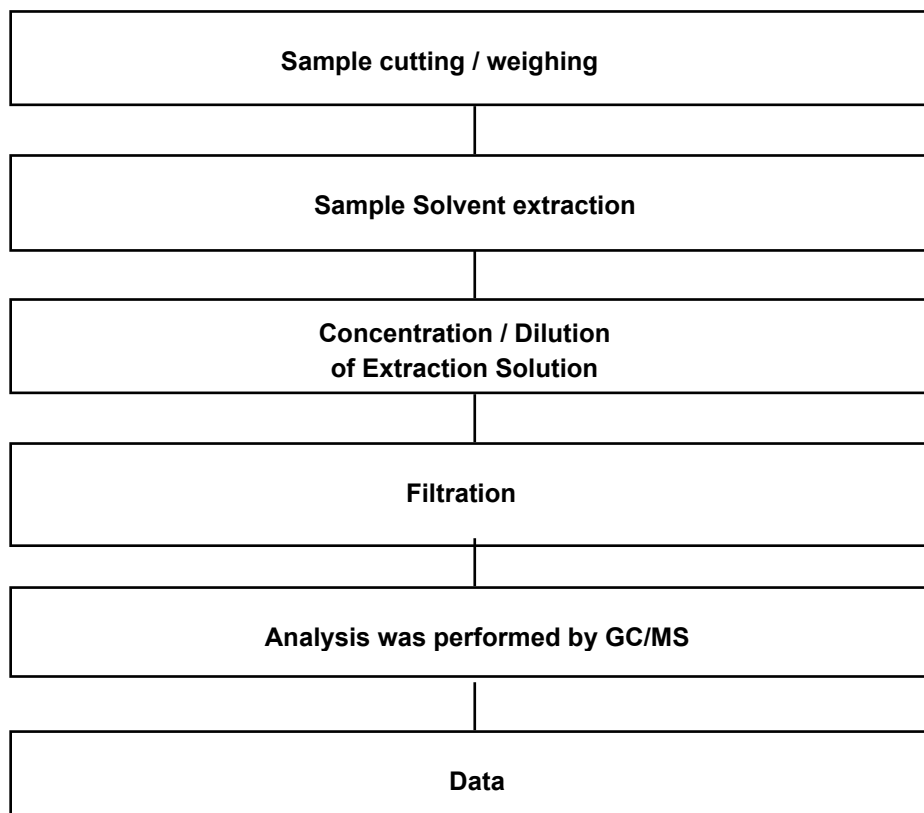 Sample cutting / weighing
Sample Solvent extraction
Concentration / Dilution
of Extraction Solution
Filtration
Analysis was performed by GC/MS
Data